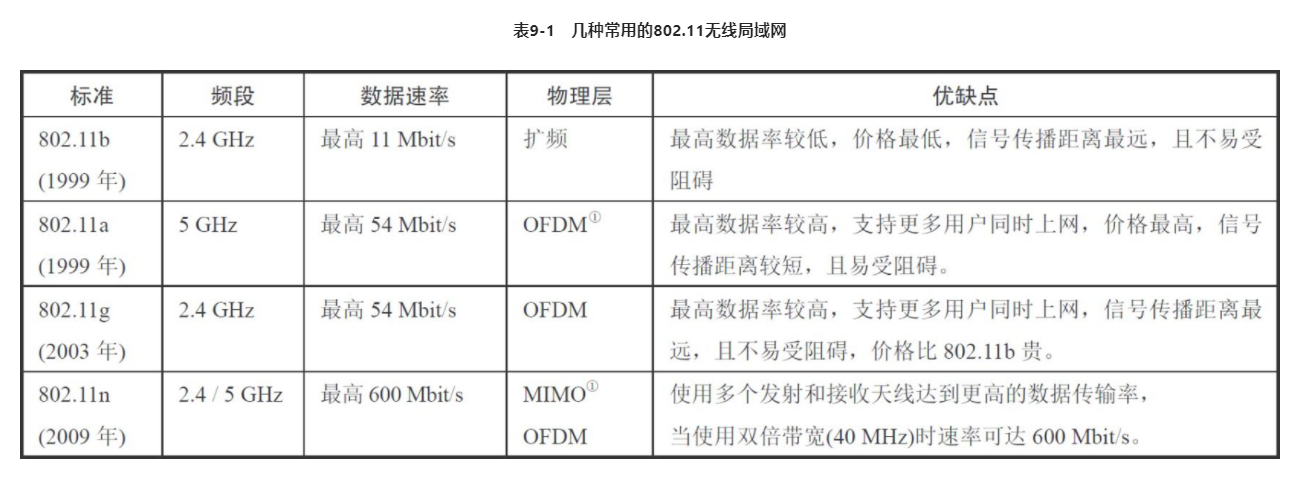 表9-1 几种常用的802.11无线局域网
标准 频段 数据速率 物理层 优缺点
802.11b 2.4 GHz 最高 11 Mbit/s 扩频 最高数据率较低，价格最低，信号传播距离最远，且不易受
(1999 年) 阻碍
802.11a 5 GHz 最高 54 Mbit/s OFDM① 最高数据率较高，支持更多用户同时上网，价格最高，信号
(1999 年) 传播距离较短，且易受阻碍。
802.11g 2.4 GHz 最高 54 Mbit/s OFDM 最高数据率较高，支持更多用户同时上网，信号传播距离最
(2003 年) 远，且不易受阻碍，价格比 802.11b 贵。
802.11n 2.4 / 5 GHz 最高 600 Mbit/s MIMO① 使用多个发射和接收天线达到更高的数据传输率，
(2009 年) OFDM 当使用双倍带宽(40 MHz)时速率可达 600 Mbit/s。